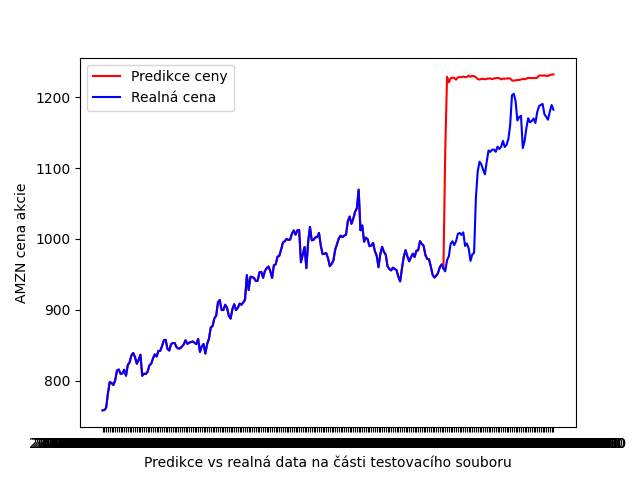 Predikce ceny
Realná cena
1200
1100
1000
900
800
AMZN cena akcie
Predikce vs realná data na části testovacího souboru